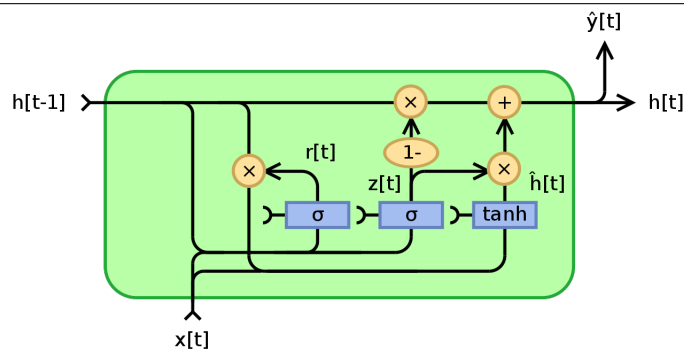 ŷ[t]
h[t-1]
×
+
h[t]
1-
r[t]
×
z[t]
×
ĥ[t]
σ
σ
tanh
x[t]